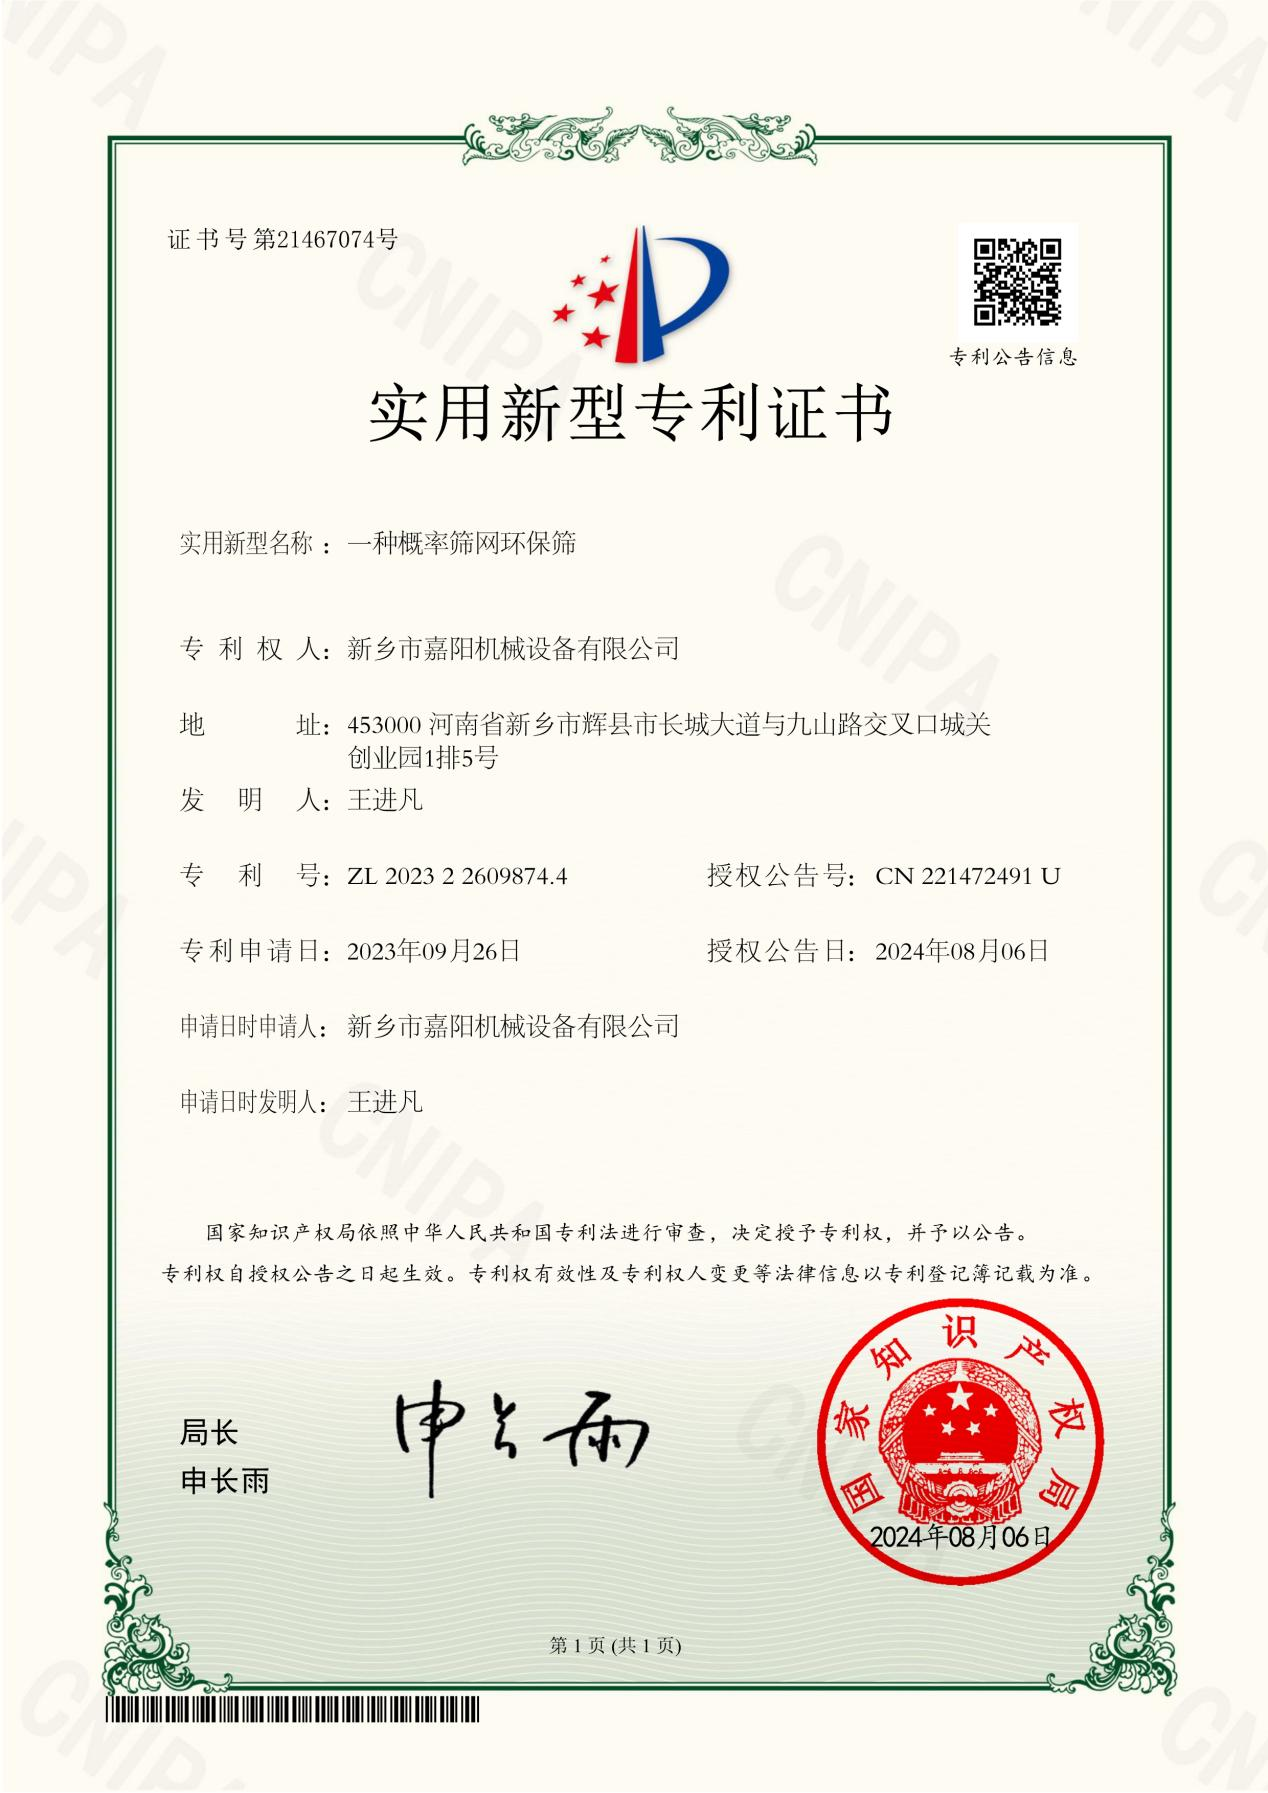 证书号第21467074号
专利公告信息
实用新型专利证书
实用新型名称：一种概率筛网环保筛
专利权人：新乡市嘉阳机械设备有限公司
地址：453000 河南省新乡市辉县市长城大道与九山路交叉口城关
创业园1排5号
发明人：王进凡
专利号：ZL 2023 2 2609874.4 授权公告号：CN 221472491 U
专利申请日：2023年09月26日 授权公告日：2024年08月06日
申请日时申请人：新乡市嘉阳机械设备有限公司
申请日时发明人：王进凡
国家知识产权局依照中华人民共和国专利法进行审查，决定授予专利权，并予以公告。
专利权自授权公告之日起生效。专利权有效性及专利权人变更等法律信息以专利登记簿记载为准。
局长
申长雨
申长雨
国家知识产权局
2024年08月06日
第 1 页 (共 1 页)
CNIPA
CNIPA
CNIPA
CNIPA
CNIPA
CNIPA
CNIPA